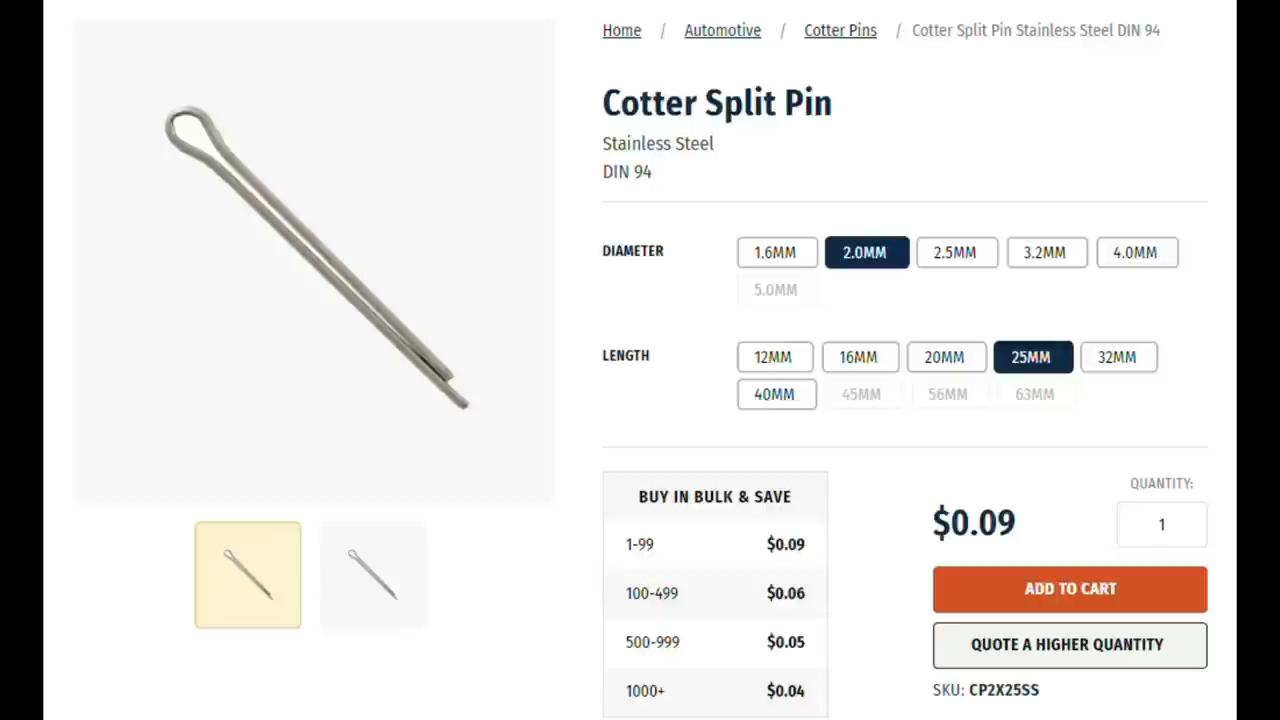 Home / Automotive / Cotter Pins / Cotter Split Pin Stainless Steel DIN 94
Cotter Split Pin
Stainless Steel
DIN 94
DIAMETER
1.6MM 2.0MM 2.5MM 3.2MM 4.0MM
5.0MM
LENGTH
12MM 16MM 20MM 25MM 32MM
40MM 45MM 56MM 63MM
BUY IN BULK & SAVE
1-99 $0.09
100-499 $0.06
500-999 $0.05
1000+ $0.04
QUANTITY:
$0.09 1
ADD TO CART
QUOTE A HIGHER QUANTITY
SKU: CP2X25SS